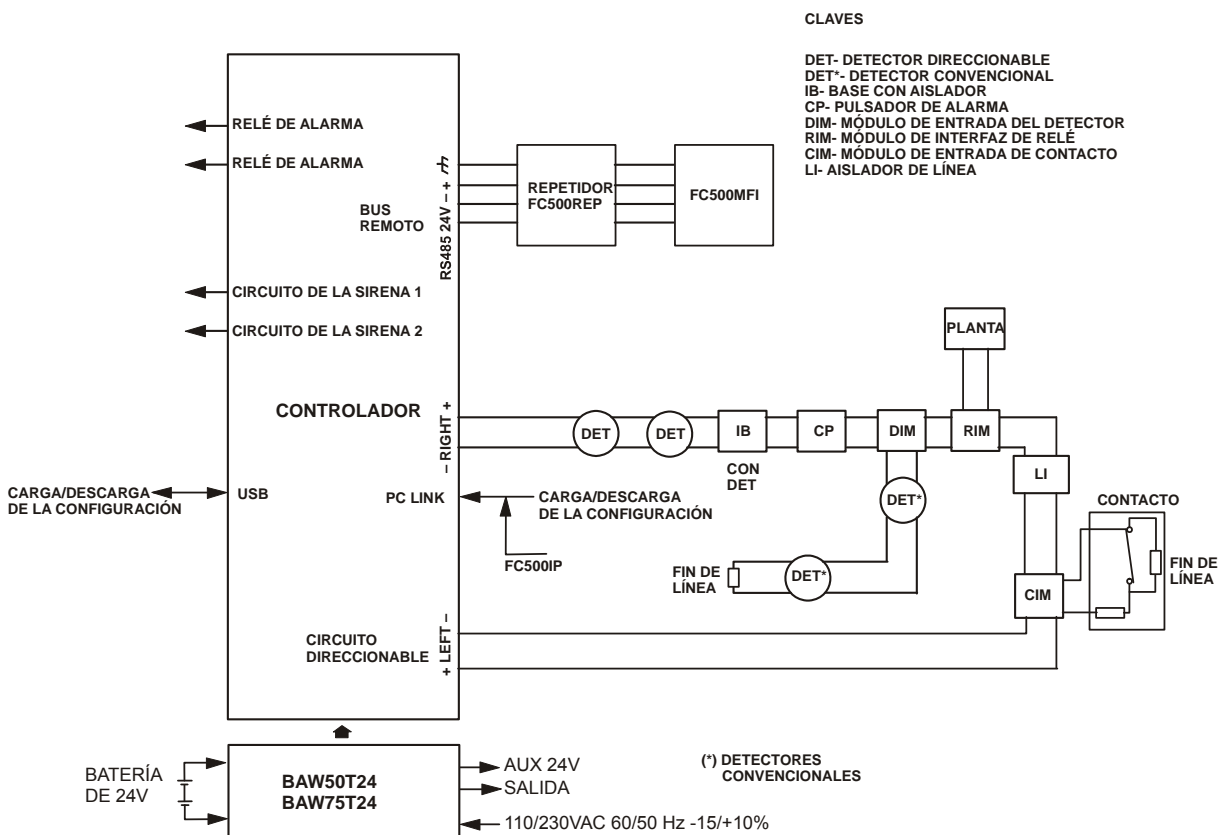 CLAVES
DET- DETECTOR DIRECCIONABLE
DET*- DETECTOR CONVENCIONAL
IB- BASE CON AISLADOR
CP- PULSADOR DE ALARMA
DIM- MÓDULO DE ENTRADA DEL DETECTOR
RIM- MÓDULO DE INTERFAZ DE RELÉ
CIM- MÓDULO DE ENTRADA DE CONTACTO
LI- AISLADOR DE LÍNEA
RELÉ DE ALARMA
RELÉ DE ALARMA
BUS
REMOTO
RS485 24V – +
REPETIDOR
FC500REP
FC500MFI
CIRCUITO DE LA SIRENA 1
CIRCUITO DE LA SIRENA 2
PLANTA
CONTROLADOR
– RIGHT +
DET
DET
IB
CP
DIM
RIM
CON
DET
LI
CARGA/DESCARGA
DE LA CONFIGURACIÓN
USB
PC LINK
CARGA/DESCARGA
DE LA CONFIGURACIÓN
FC500IP
DET*
CONTACTO
FIN DE
LÍNEA
DET*
FIN DE
LÍNEA
CIM
CIRCUITO
DIRECCIONABLE
+ LEFT –
BATERÍA
DE 24V
BAW50T24
BAW75T24
AUX 24V
SALIDA
110/230VAC 60/50 Hz -15/+10%
(*) DETECTORES
CONVENCIONALES